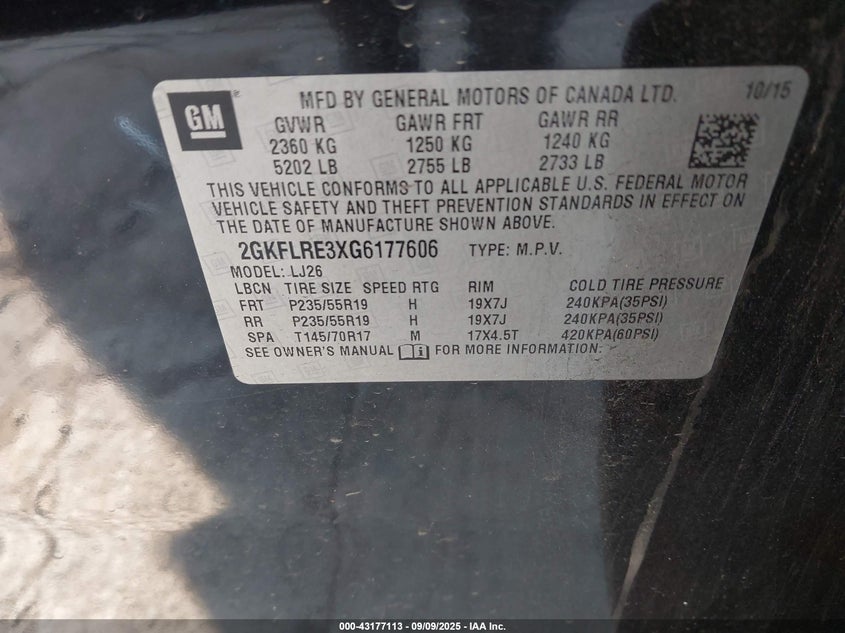 GM
MFD BY GENERAL MOTORS OF CANADA LTD. 10/15
GVWR GAWR FRT GAWR RR
2360 KG 1250 KG 1240 KG
5202 LB 2755 LB 2733 LB
THIS VEHICLE CONFORMS TO ALL APPLICABLE U.S. FEDERAL MOTOR
VEHICLE SAFETY AND THEFT PREVENTION STANDARDS IN EFFECT ON
THE DATE OF MANUFACTURE SHOWN ABOVE.
2GKFLRE3XG6177606 TYPE: M.P.V.
MODEL: LJ26
LBCN TIRE SIZE SPEED RTG RIM COLD TIRE PRESSURE
FRT P235/55R19 H 19X7J 240KPA(35PSI)
RR P235/55R19 H 19X7J 240KPA(35PSI)
SPA T145/70R17 M 17X4.5T 420KPA(60PSI)
SEE OWNER'S MANUAL FOR MORE INFORMATION.
000-43177113 - 09/09/2025 - IAA Inc.